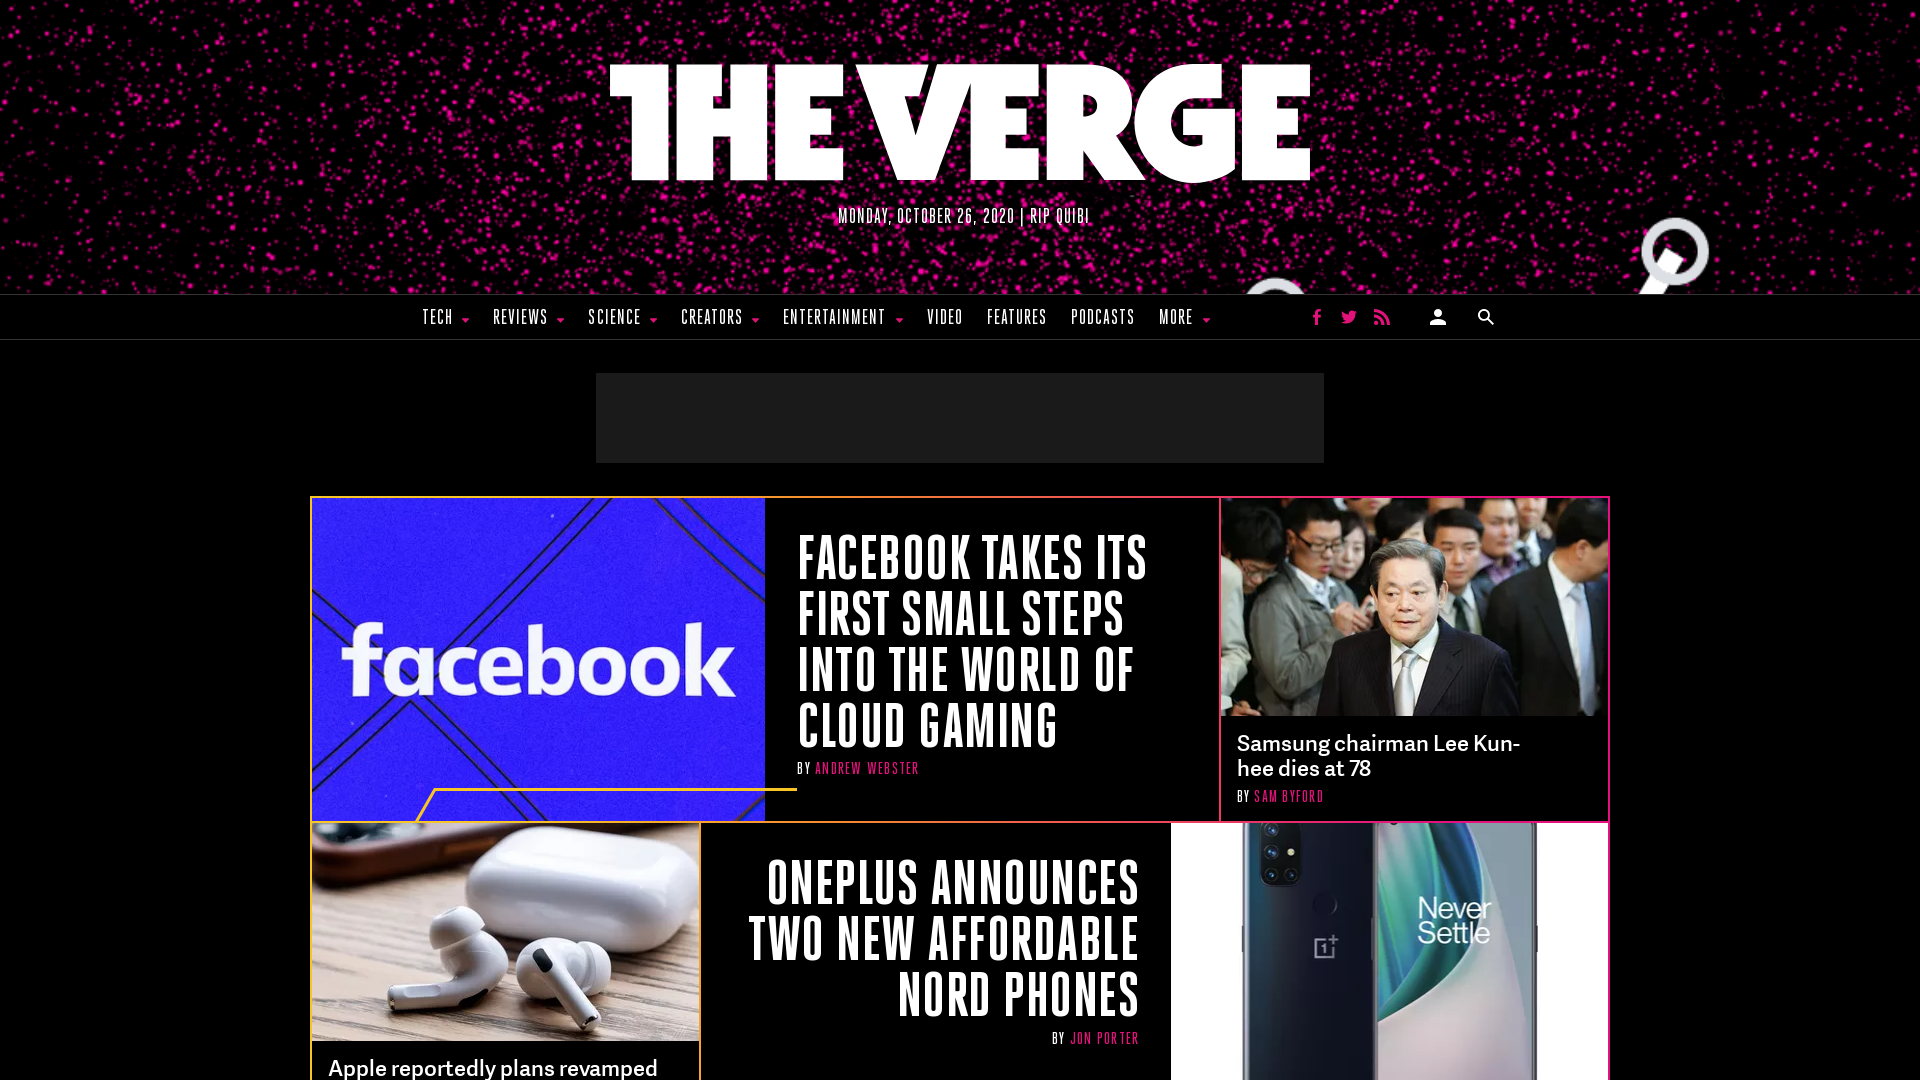 THE VERGE
MONDAY, OCTOBER 26, 2020 | RIP QUIBI
TECH REVIEWS SCIENCE CREATORS ENTERTAINMENT VIDEO FEATURES PODCASTS MORE
facebook
FACEBOOK TAKES ITS
FIRST SMALL STEPS
INTO THE WORLD OF
CLOUD GAMING
BY ANDREW WEBSTER
Samsung chairman Lee Kun-
hee dies at 78
BY SAM BYFORD
Apple reportedly plans revamped
ONEPLUS ANNOUNCES
TWO NEW AFFORDABLE
NORD PHONES
BY JON PORTER
Never
Settle